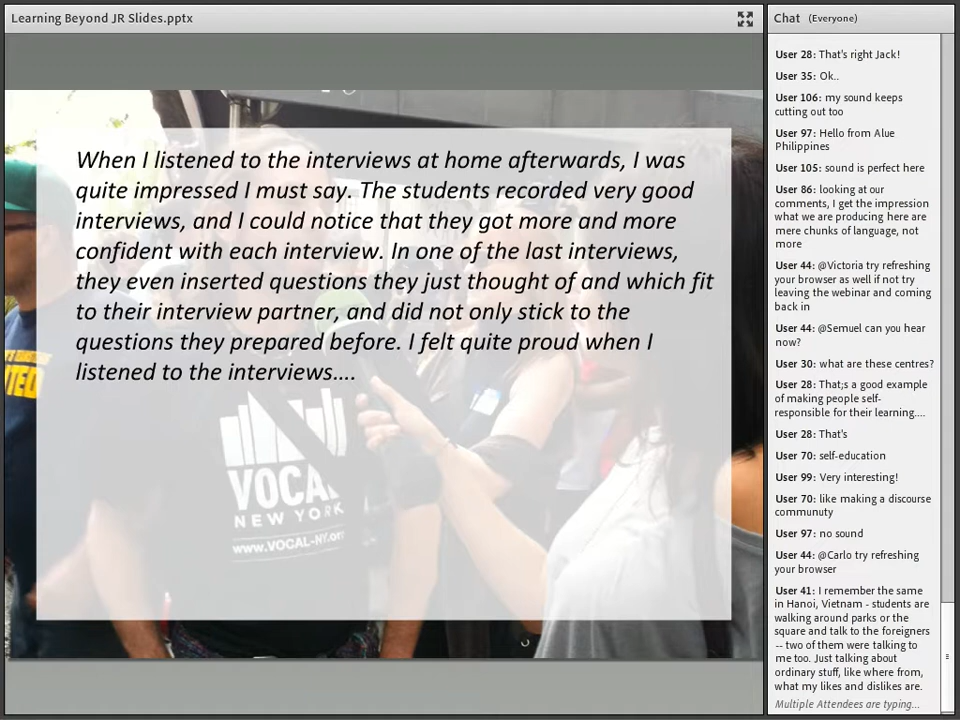 Learning Beyond JR Slides.pptx
When I listened to the interviews at home afterwards, I was
quite impressed I must say. The students recorded very good
interviews, and I could notice that they got more and more
confident with each interview. In one of the last interviews,
they even inserted questions they just thought of and which fit
to their interview partner, and did not only stick to the
questions they prepared before. I felt quite proud when I
listened to the interviews....
VOCAL
NEW YORK
www.VOCAL-NY.org
Chat (Everyone)
User 28: That's right Jack!
User 35: Ok..
User 106: my sound keeps
cutting out too
User 97: Hello from Alue
Philippines
User 105: sound is perfect here
User 86: looking at our
comments, I get the impression
what we are producing here are
mere chunks of language, not
more
User 44: @Victoria try refreshing
your browser as well if not try
leaving the webinar and coming
back in
User 44: @Semuel can you hear
now?
User 30: what are these centres?
User 28: That;s a good example
of making people self-
responsible for their learning....
User 28: That's
User 70: self-education
User 99: Very interesting!
User 70: like making a discourse
communuty
User 97: no sound
User 44: @Carlo try refreshing
your browser
User 41: I remember the same
in Hanoi, Vietnam - students are
walking around parks or the
square and talk to the foreigners
-- two of them were talking to
me too. Just talking about
ordinary stuff, like where from,
what my likes and dislikes are.
Multiple Attendees are typing...